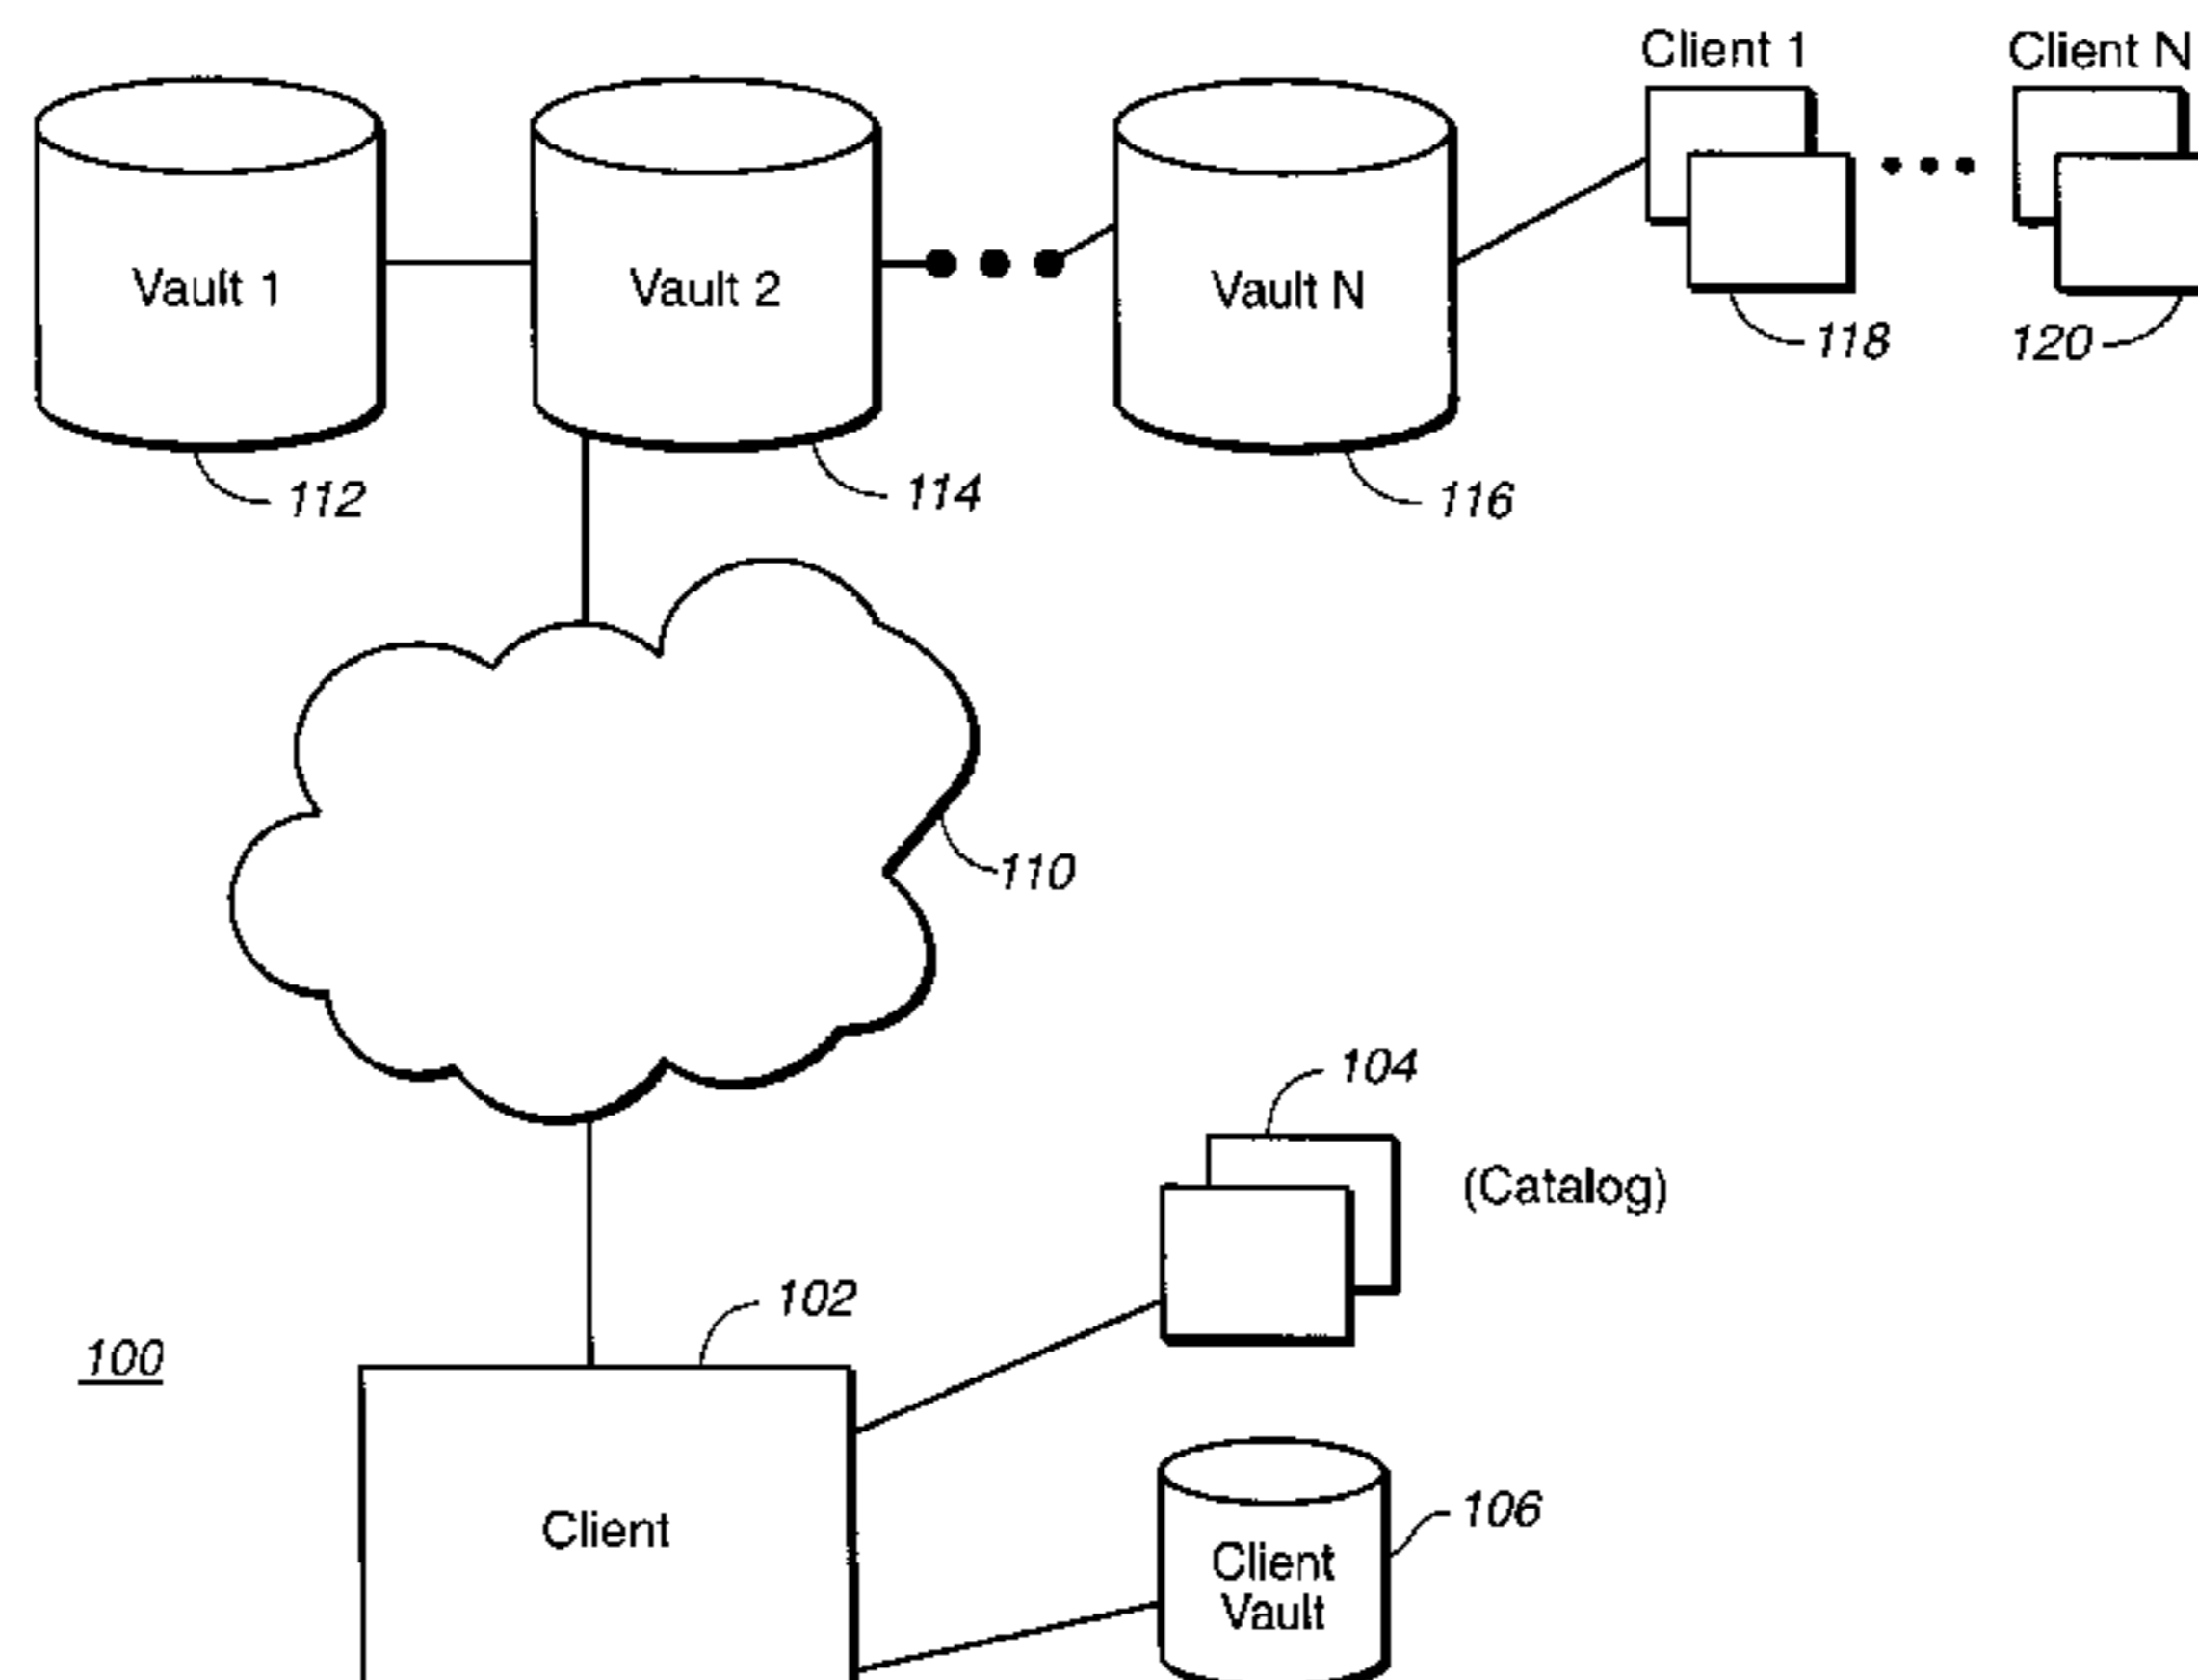 Client 1
Client N
Vault 1
Vault 2
Vault N
118
120
112
114
116
110
104
(Catalog)
102
100
106
Client
Client
Vault